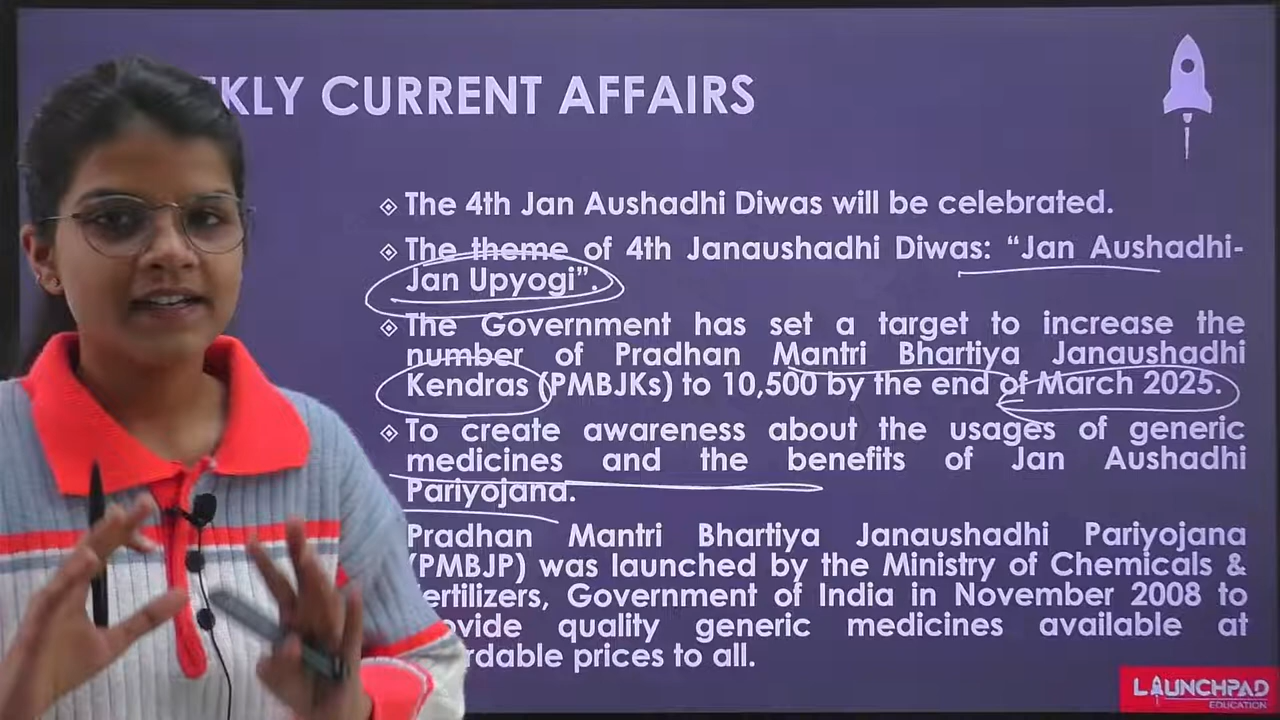 KLY CURRENT AFFAIRS
The 4th Jan Aushadhi Diwas will be celebrated.
The theme of 4th Janaushadhi Diwas: “Jan Aushadhi-
Jan Upyogi”.
The Government has set a target to increase the
number of Pradhan Mantri Bhartiya Janaushadhi
Kendras (PMBJKs) to 10,500 by the end of March 2025.
To create awareness about the usages of generic
medicines and the benefits of Jan Aushadhi
Pariyojana.
Pradhan Mantri Bhartiya Janaushadhi Pariyojana
(PMBJP) was launched by the Ministry of Chemicals &
ertilizers, Government of India in November 2008 to
ovide quality generic medicines available at
rdable prices to all.
LAUNCHPAD
EDUCATION